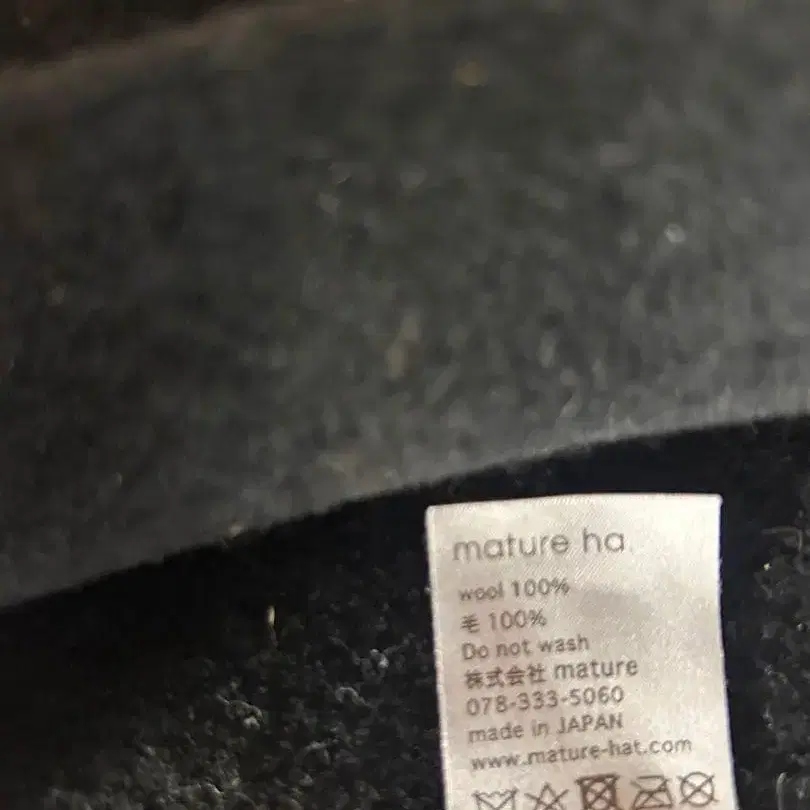 mature ha.
wool 100%
毛 100%
Do not wash
株式会社 mature
078-333-5060
made in JAPAN
www.mature-hat.com